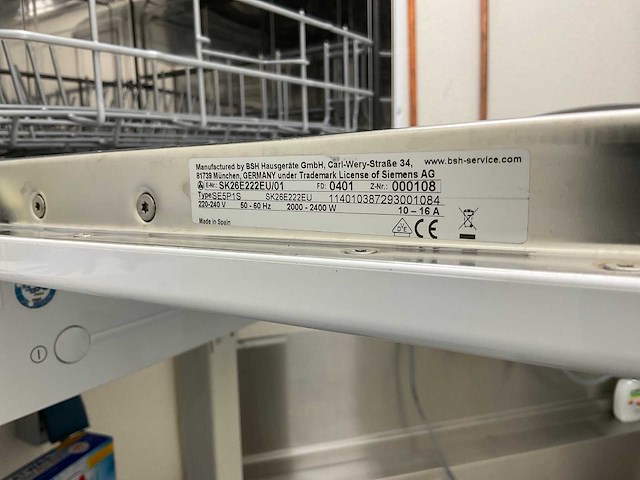 Manufactured by BSH Hausgeräte GmbH, Carl-Wery-Straße 34, www.bsh-service.com
81739 München, GERMANY under Trademark License of Siemens AG
E-Nr. SK26E222EU/01 FD 0401 Z-Nr. 000108
Type SE5P1S SK26E222EU 114010387293001084
220-240 V 50 - 60 Hz 2000 - 2400 W 10 – 16 A
CE
Made in Spain